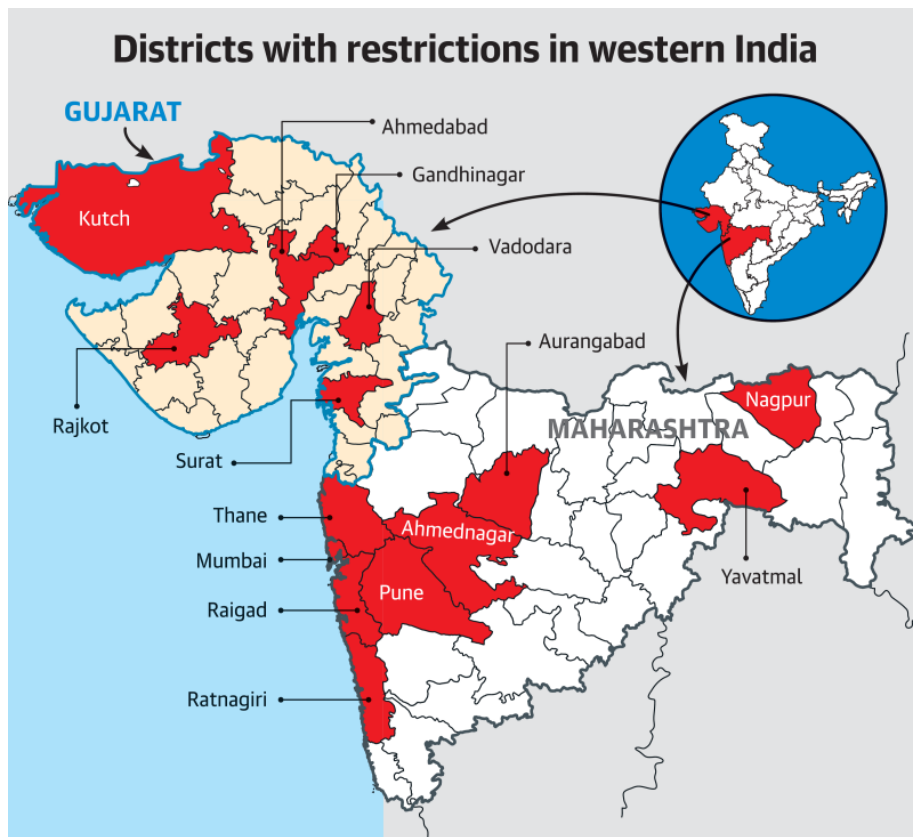 Districts with restrictions in western India
GUJARAT
Ahmedabad
Gandhinagar
Kutch
Vadodara
Aurangabad
Rajkot
Nagpur
MAHARASHTRA
Surat
Thane
Ahmednagar
Mumbai
Yavatmal
Pune
Raigad
Ratnagiri